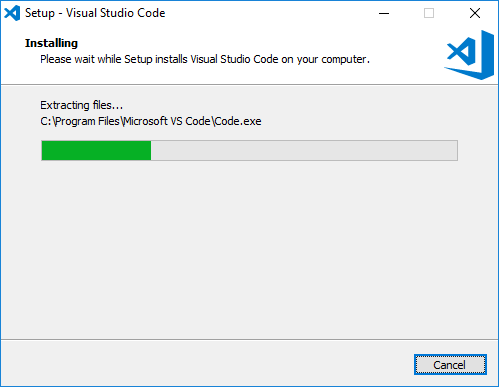 Setup - Visual Studio Code
Installing
Please wait while Setup installs Visual Studio Code on your computer.
Extracting files...
C:\Program Files\Microsoft VS Code\Code.exe
Cancel